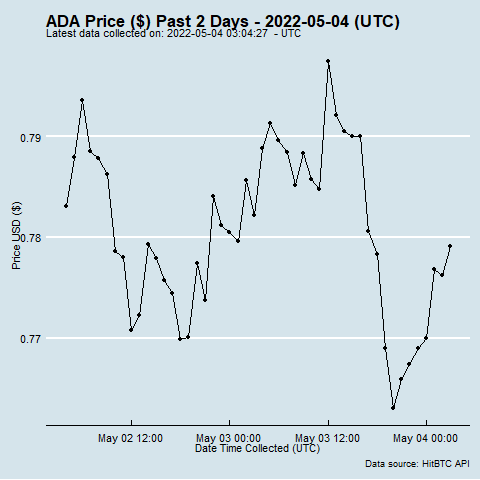 ADA Price ($) Past 2 Days - 2022-05-04 (UTC)
Latest data collected on: 2022-05-04 03:04:27 - UTC
0.79
0.78
0.77
Price USD ($)
May 02 12:00 May 03 00:00 May 03 12:00 May 04 00:00
Date Time Collected (UTC)
Data source: HitBTC API